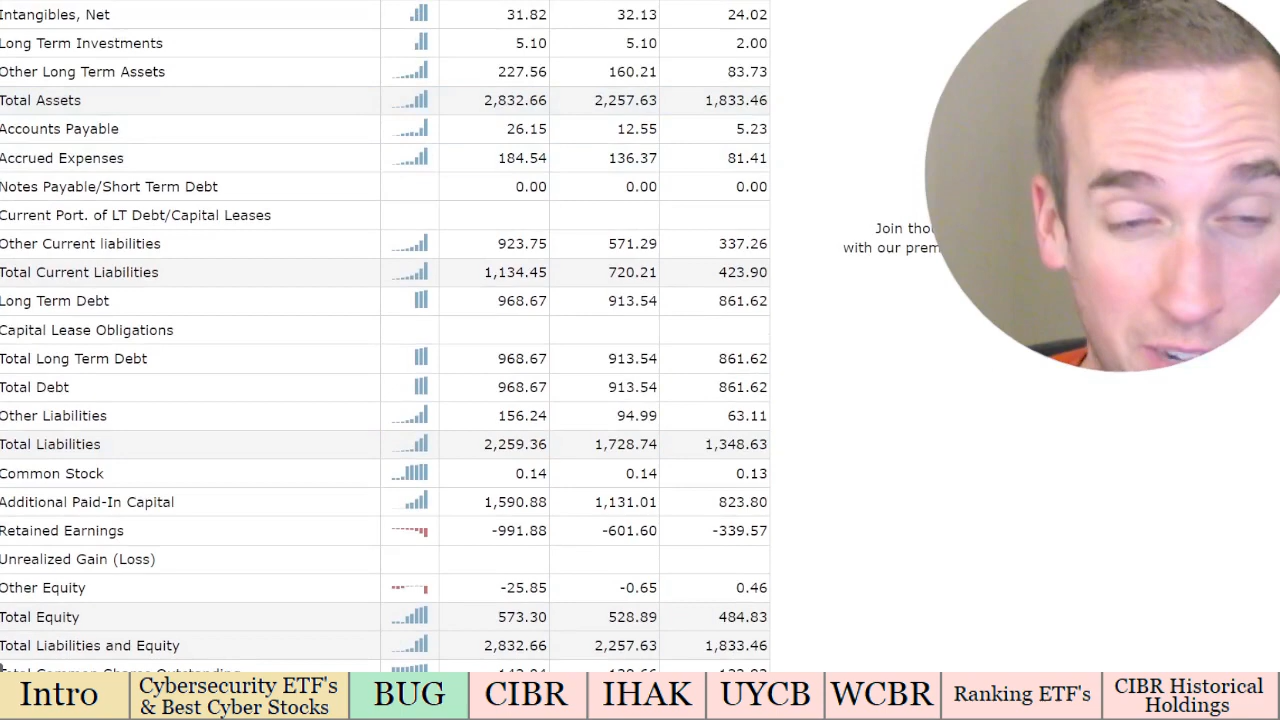 Intangibles, Net 31.82 32.13 24.02
Long Term Investments 5.10 5.10 2.00
Other Long Term Assets 227.56 160.21 83.73
Total Assets 2,832.66 2,257.63 1,833.46
Accounts Payable 26.15 12.55 5.23
Accrued Expenses 184.54 136.37 81.41
Notes Payable/Short Term Debt 0.00 0.00 0.00
Current Port. of LT Debt/Capital Leases
Other Current liabilities 923.75 571.29 337.26
Total Current Liabilities 1,134.45 720.21 423.90
Long Term Debt 968.67 913.54 861.62
Capital Lease Obligations
Total Long Term Debt 968.67 913.54 861.62
Total Debt 968.67 913.54 861.62
Other Liabilities 156.24 94.99 63.11
Total Liabilities 2,259.36 1,728.74 1,348.63
Common Stock 0.14 0.14 0.13
Additional Paid-In Capital 1,590.88 1,131.01 823.80
Retained Earnings -991.88 -601.60 -339.57
Unrealized Gain (Loss)
Other Equity -25.85 -0.65 0.46
Total Equity 573.30 528.89 484.83
Total Liabilities and Equity 2,832.66 2,257.63 1,833.46
Total Common Shares Outstanding
Join
with our
Intro
Cybersecurity ETF's
& Best Cyber Stocks
BUG
CIBR
IHAK
UYCB
WCBR
Ranking ETF's
CIBR Historical
Holdings